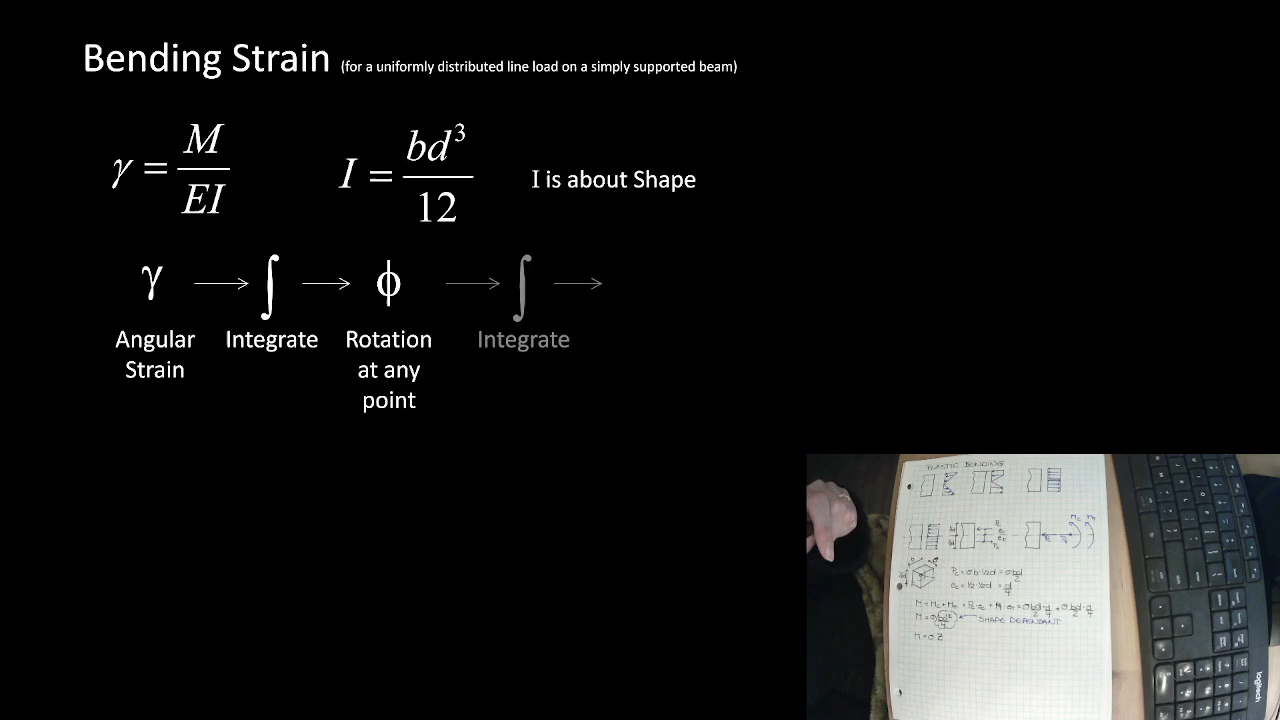 Bending Strain (for a uniformly distributed line load on a simply supported beam)
γ = M / EI
I = bd³ / 12
I is about Shape
γ → ∫ → ϕ → ∫ →
Angular Strain
Integrate
Rotation at any point
Integrate
PLASTIC BENDING
SHAPE DEPENDANT
M = σ.Z
logitech